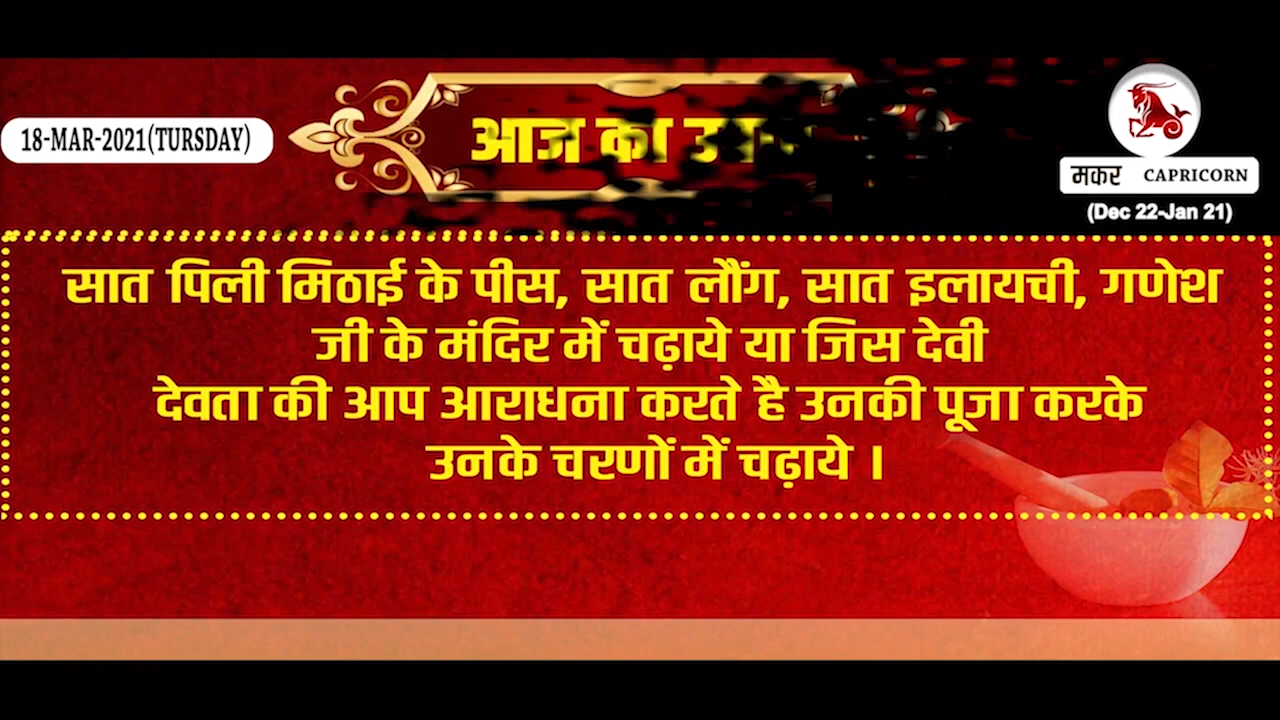 18-MAR-2021(TURSDAY)
आज का
मकर CAPRICORN
(Dec 22-Jan 21)
सात पिली मिठाई के पीस, सात लौंग, सात इलायची, गणेश
जी के मंदिर में चढ़ाये या जिस देवी
देवता की आप आराधना करते है उनकी पूजा करके
उनके चरणों में चढ़ाये ।